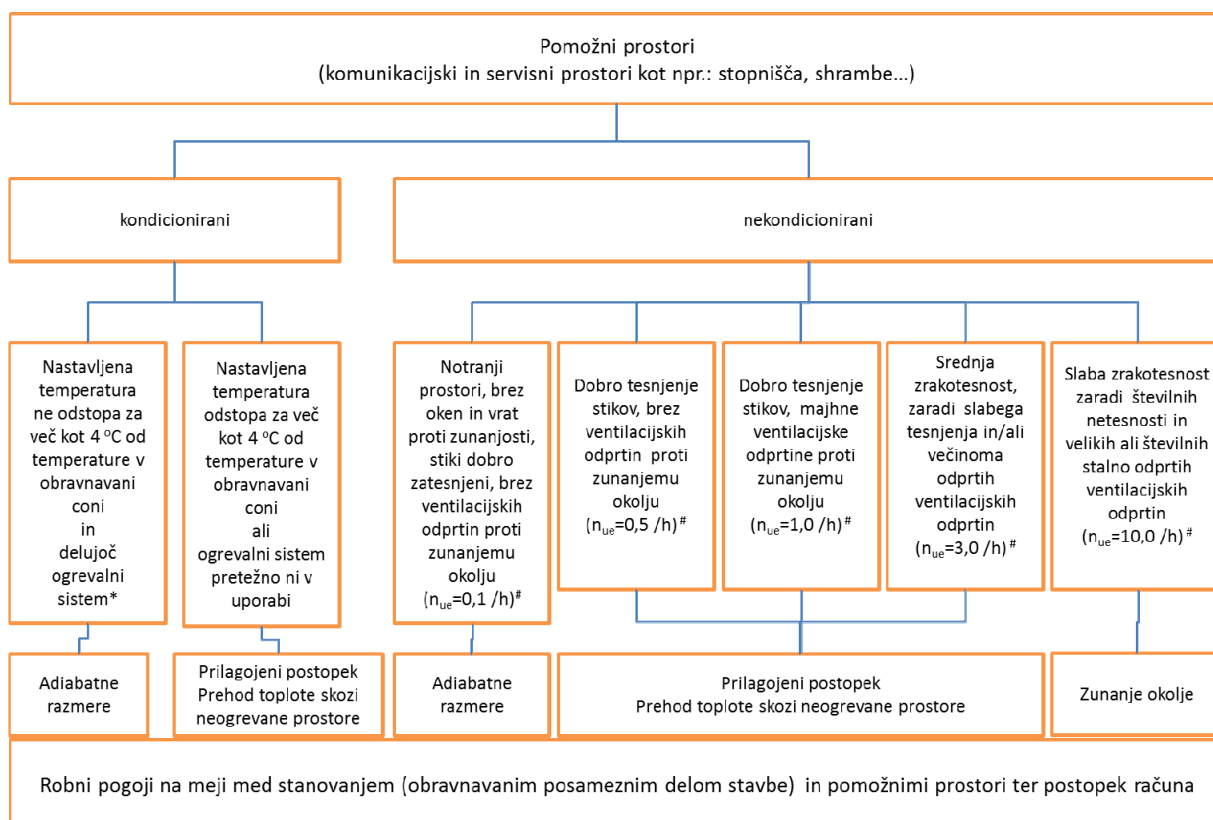 Pomožni prostori
(komunikacijski in servisni prostori kot npr.: stopnišča, shrambe...)
kondicionirani
nekondicionirani
Nastavljena
temperatura
ne odstopa za
več kot 4 °C od
temperature v
obravnavani
coni
in
delujoč
ogrevalni
sistem*
Nastavljena
temperatura
odstopa za več
kot 4 °C od
temperature v
obravnavani
coni
ali
ogrevalni sistem
pretežno ni v
uporabi
Notranji
prostori, brez
oken in vrat
proti zunanjosti,
stiki dobro
zatesnjeni, brez
ventilacijskih
odprtin proti
zunanjemu
okolju
(nue=0,1 /h)#
Dobro tesnjenje
stikov, brez
ventilacijskih
odprtin proti
zunanjemu
okolju
(nue=0,5 /h)#
Dobro tesnjenje
stikov, majhne
ventilacijske
odprtine proti
zunanjemu
okolju
(nue=1,0 /h)#
Srednja
zrakotesnost,
zaradi slabega
tesnjenja in/ali
večinoma
odprtih
ventilacijskih
odprtin
(nue=3,0 /h)#
Slaba zrakotesnost
zaradi številnih
netesnosti in
velikih ali številnih
stalno odprtih
ventilacijskih
odprtin
(nue=10,0 /h)#
Adiabatne
razmere
Prilagojeni postopek
Prehod toplote skozi
neogrevane prostore
Adiabatne
razmere
Prilagojeni postopek
Prehod toplote skozi neogrevane prostore
Zunanje okolje
Robni pogoji na meji med stanovanjem (obravnavanim posameznim delom stavbe) in pomožnimi prostori ter postopek računa